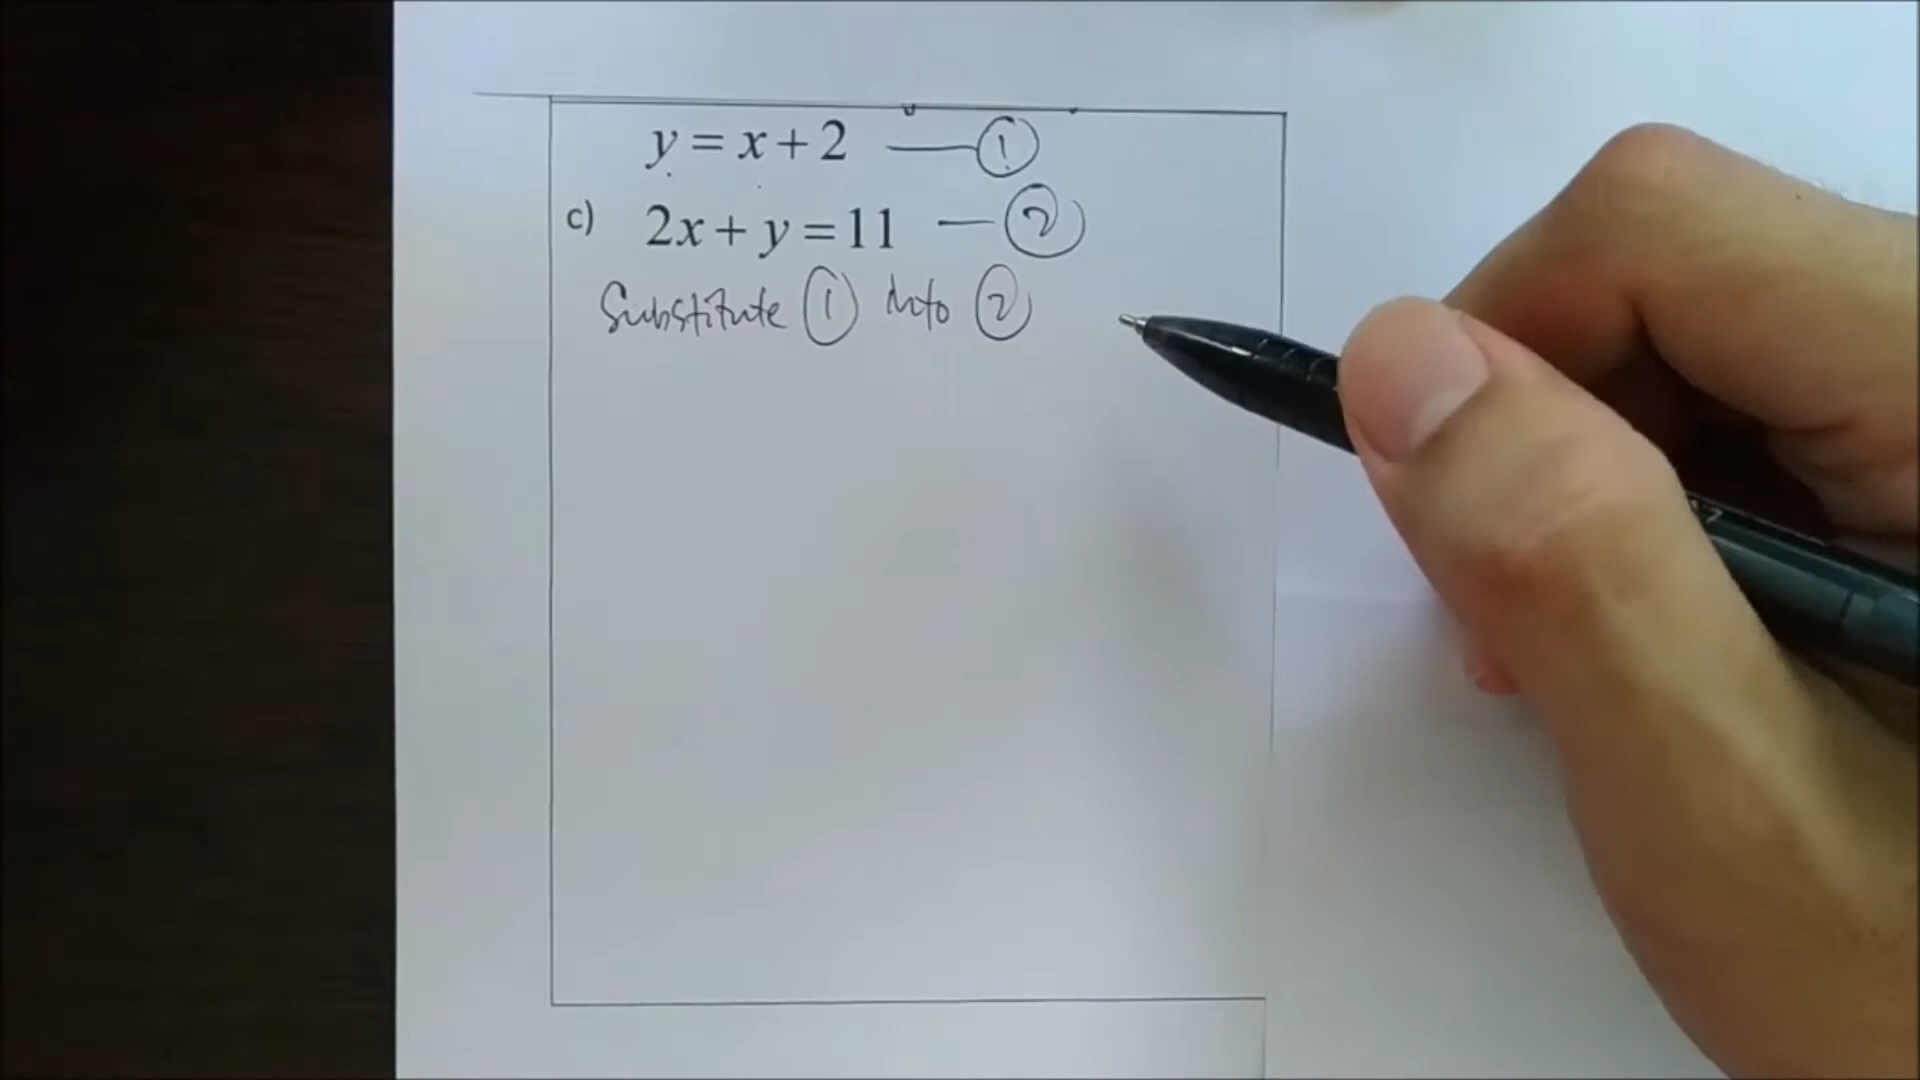 y = x + 2 — ①
c) 2x + y = 11 — ②
Substitute ① into ②